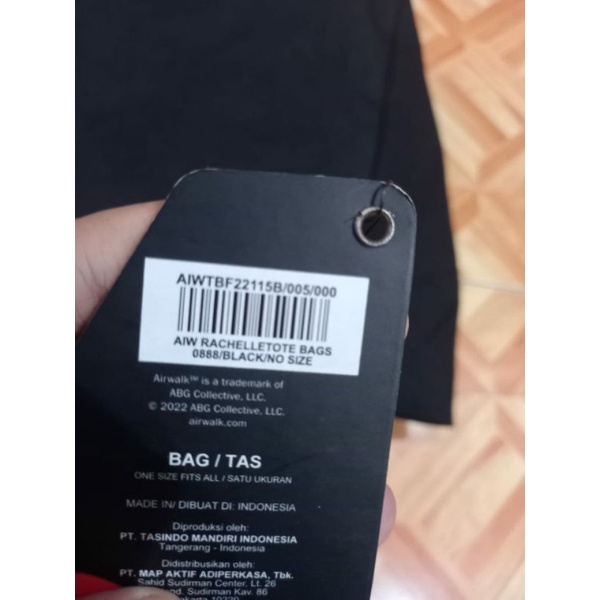 AIWTBF22115B/005/000
AIW RACHELLETOTE BAGS
0888/BLACK/NO SIZE
Airwalk™ is a trademark of
ABG Collective, LLC.
© 2022 ABG Collective, LLC.
airwalk.com
BAG / TAS
ONE SIZE FITS ALL / SATU UKURAN
MADE IN/ DIBUAT DI: INDONESIA
Diproduksi oleh:
PT. TASINDO MANDIRI INDONESIA
Tangerang - Indonesia
Didistribusikan oleh:
PT. MAP AKTIF ADIPERKASA, Tbk.
Sahid Sudirman Center, Lt. 26
Sudirman Kav. 86